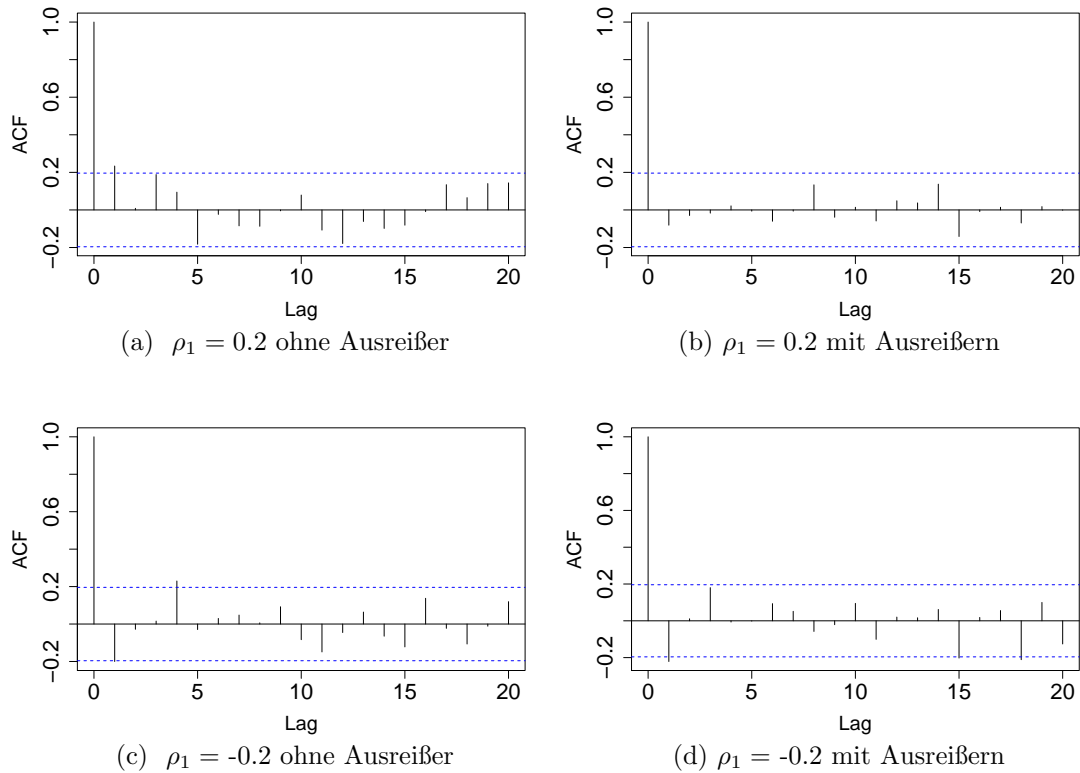 ACF
1.0
0.6
0.2
−0.2
0 5 10 15 20
Lag
(a) ρ1 = 0.2 ohne Ausreißer
ACF
1.0
0.6
0.2
−0.2
0 5 10 15 20
Lag
(b) ρ1 = 0.2 mit Ausreißern
ACF
1.0
0.6
0.2
−0.2
0 5 10 15 20
Lag
(c) ρ1 = -0.2 ohne Ausreißer
ACF
1.0
0.6
0.2
−0.2
0 5 10 15 20
Lag
(d) ρ1 = -0.2 mit Ausreißern